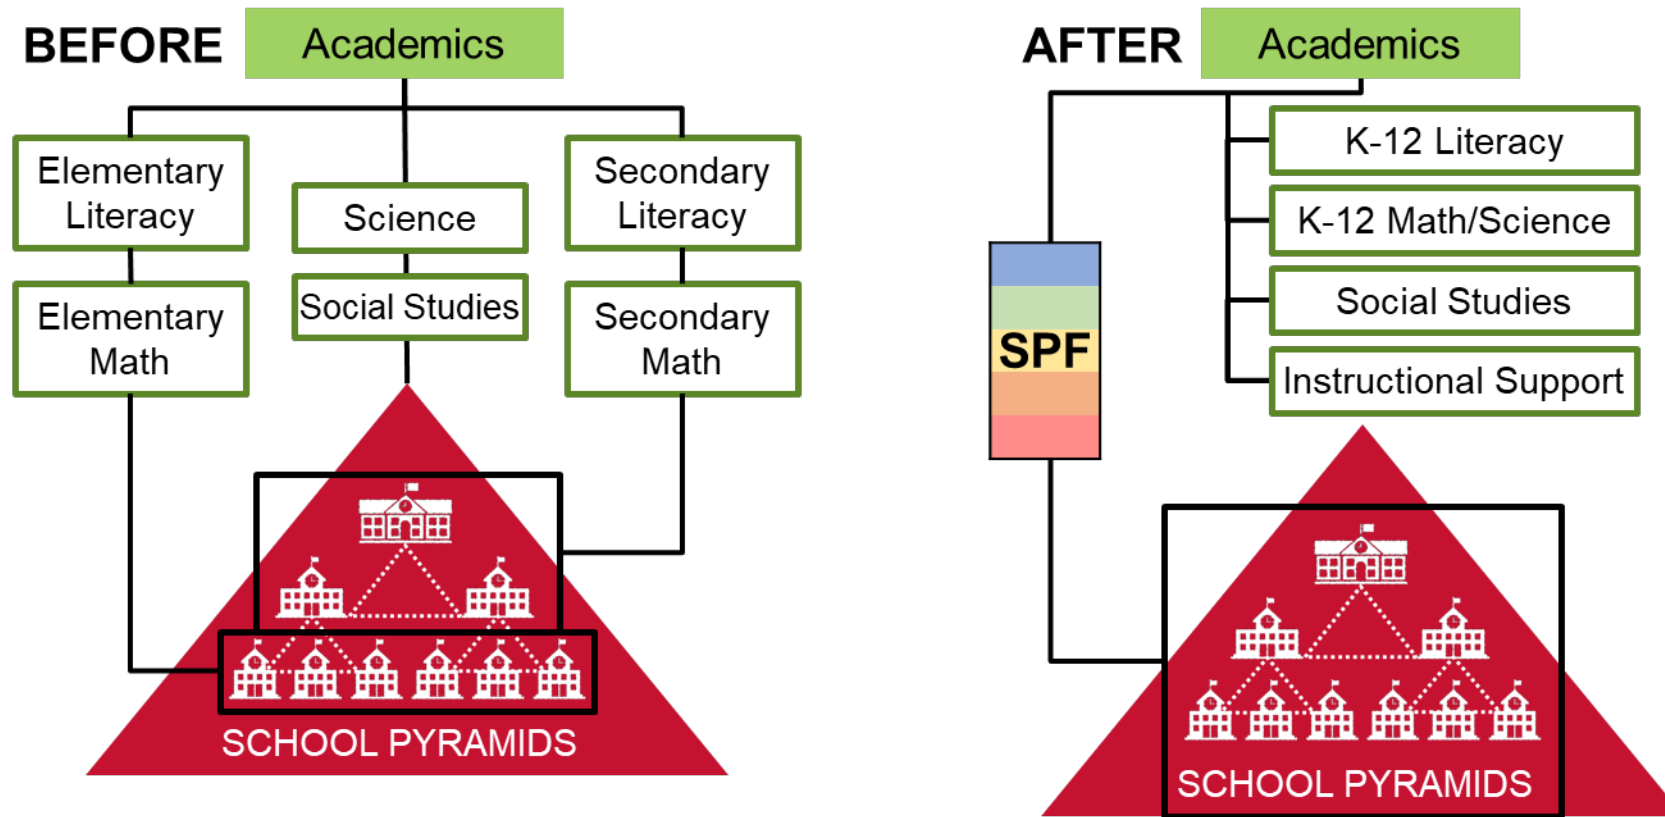 BEFORE
Academics
Elementary
Literacy
Science
Secondary
Literacy
Elementary
Math
Social Studies
Secondary
Math
SCHOOL PYRAMIDS
AFTER
Academics
K-12 Literacy
K-12 Math/Science
Social Studies
Instructional Support
SPF
SCHOOL PYRAMIDS